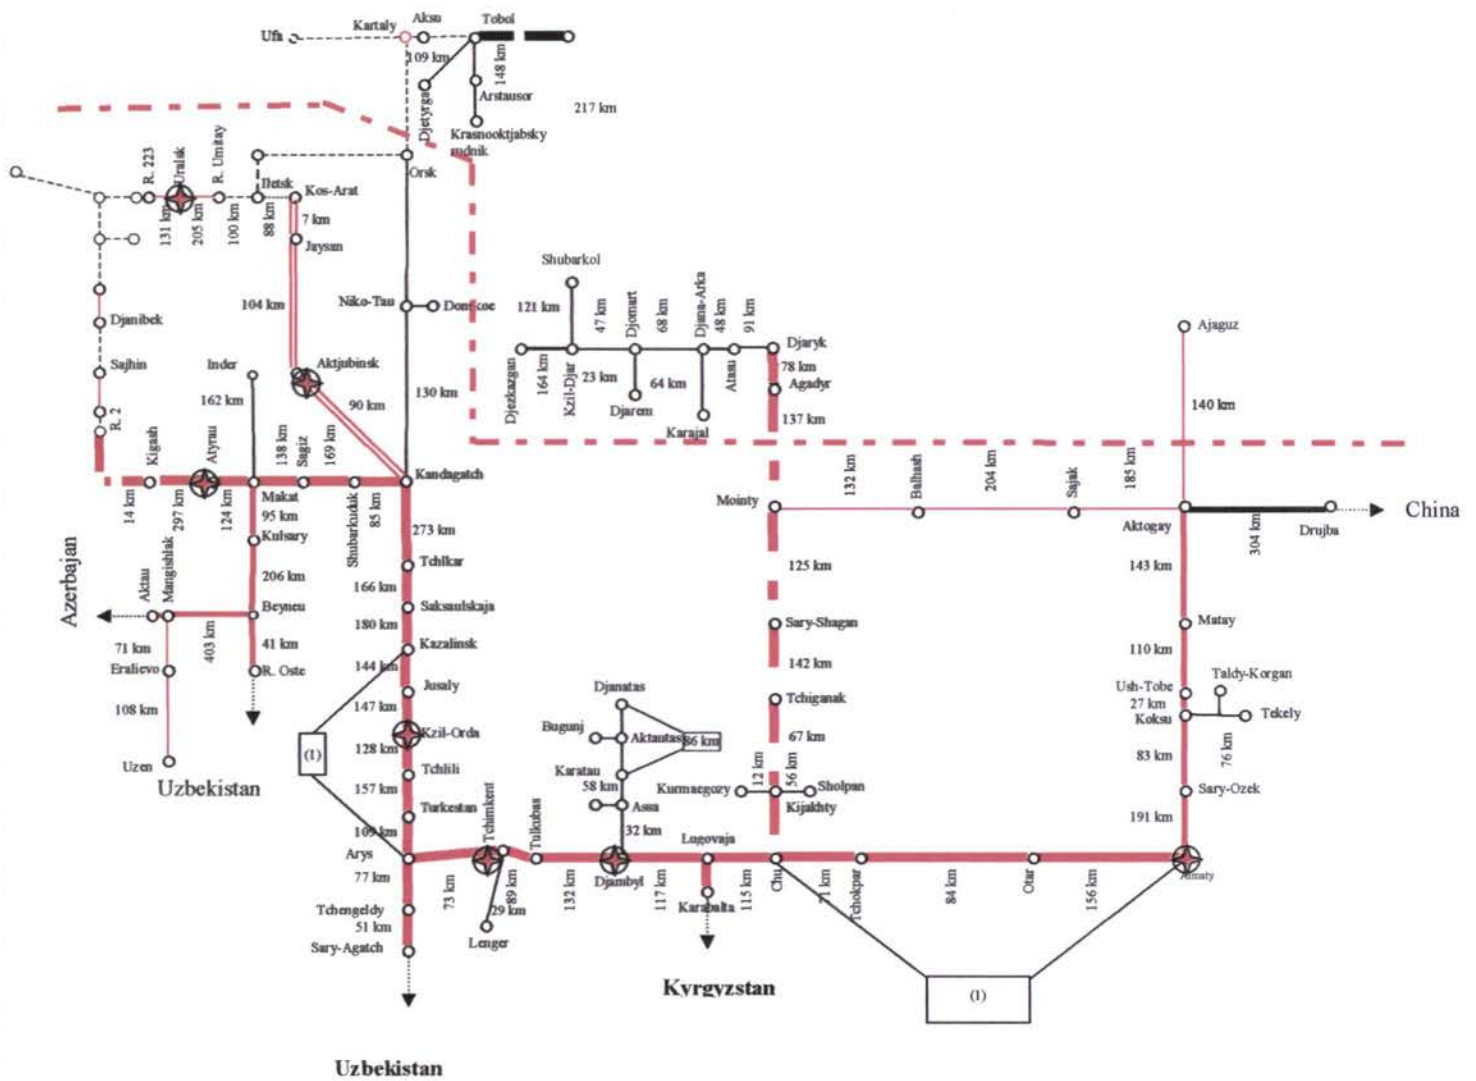 Ufa
Kartaly
Aksu
Tobol
109 km
148 km
Djetyrga
Arstausor
217 km
Krasnooktjabsky
rudnik
R. 223
Uralsk
R. Umitay
Iletsk
Kos-Arat
Orsk
131 km
205 km
100 km
88 km
7 km
Jaysan
Shubarkol
104 km
Niko-Tau
Donskoe
121 km
47 km
Djomart
68 km
Djana-Arka
48 km
91 km
Djanibek
Ajaguz
Sajhin
Inder
Aktjubinsk
Djaryk
78 km
Djezkazgan
164 km
Kzil-Djar
23 km
64 km
Atasu
Agadyr
162 km
90 km
130 km
Djarem
140 km
R. 2
Karajal
137 km
Kigash
Atyrau
138 km
Sagiz
169 km
Kandagatch
132 km
Balhash
204 km
Sajak
185 km
14 km
297 km
124 km
Makat
95 km
Shubarkuduk
85 km
Mointy
Aktogay
304 km
Drujba
China
273 km
Kulsary
Azerbajan
Aktau
Mangishlak
206 km
Tchlkar
125 km
143 km
166 km
Beyneu
Saksaulskaja
180 km
Sary-Shagan
Matay
71 km
403 km
41 km
Kazalinsk
Eralievo
R. Oste
144 km
142 km
110 km
Jusaly
Djanatas
Tchiganak
Ush-Tobe
Taldy-Korgan
108 km
147 km
27 km
Koksu
Tekely
Kzil-Orda
Bugunj
Aktautas
86 km
67 km
(1)
128 km
83 km
76 km
Uzen
Tchlili
Karatau
12 km
56 km
Uzbekistan
157 km
58 km
Kurmaegozy
Sholpan
Sary-Ozek
Turkestan
Tchimkent
Tulkubas
Assa
Kijakhty
109 km
32 km
191 km
Arys
Lugovaja
77 km
73 km
89 km
132 km
Djambyl
117 km
115 km
Chu
71 km
Tchokpar
84 km
Otar
156 km
Almaty
Tchengeldy
29 km
Karabalta
51 km
Sary-Agatch
Lenger
Kyrgyzstan
(1)
Uzbekistan